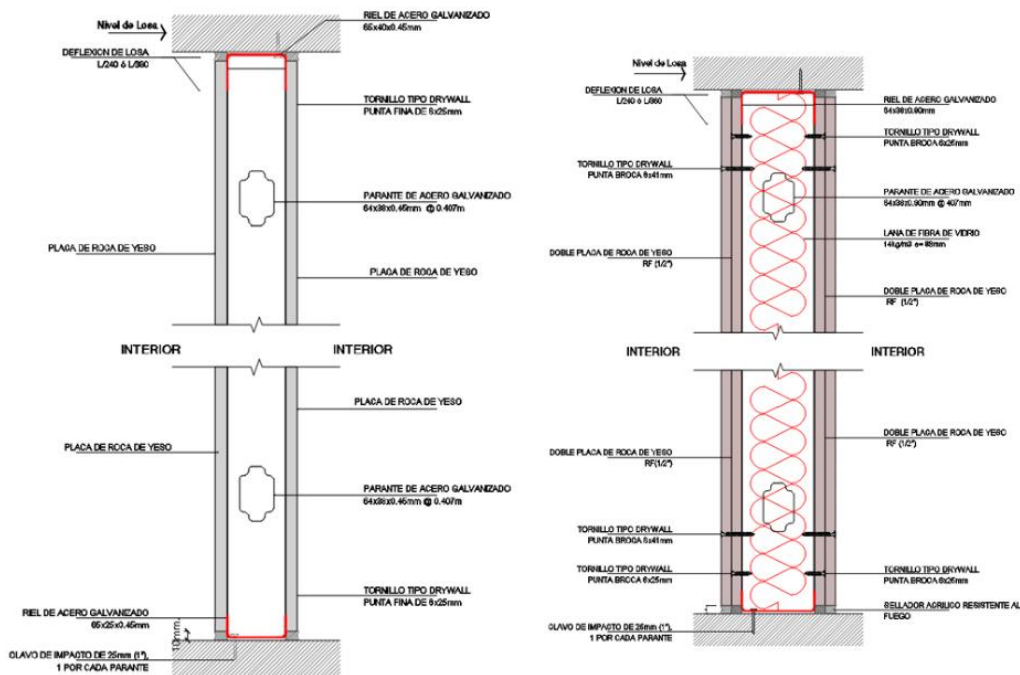 Nivel de Losa
RIEL DE ACERO GALVANIZADO
65x40x0.45mm
DEFLEXION DE LOSA
L/240 ó L/360
TORNILLO TIPO DRYWALL
PUNTA FINA DE 6x25mm
PARANTE DE ACERO GALVANIZADO
64x38x0.45mm @ 0.407m
PLACA DE ROCA DE YESO
PLACA DE ROCA DE YESO
INTERIOR
INTERIOR
PLACA DE ROCA DE YESO
PLACA DE ROCA DE YESO
PARANTE DE ACERO GALVANIZADO
64x38x0.45mm @ 0.407m
TORNILLO TIPO DRYWALL
PUNTA FINA DE 6x25mm
RIEL DE ACERO GALVANIZADO
65x25x0.45mm
10mm
CLAVO DE IMPACTO DE 25mm (1"),
1 POR CADA PARANTE
Nivel de Losa
DEFLEXION DE LOSA
L/240 ó L/360
RIEL DE ACERO GALVANIZADO
64x38x0.90mm
TORNILLO TIPO DRYWALL
PUNTA BROCA 6x25mm
TORNILLO TIPO DRYWALL
PUNTA BROCA 6x41mm
PARANTE DE ACERO GALVANIZADO
64x38x0.90mm @ 407mm
LANA DE FIBRA DE VIDRIO
14kg/m3
DOBLE PLACA DE ROCA DE YESO
RF (1/2")
DOBLE PLACA DE ROCA DE YESO
RF (1/2")
INTERIOR
INTERIOR
DOBLE PLACA DE ROCA DE YESO
RF (1/2")
DOBLE PLACA DE ROCA DE YESO
RF(1/2")
TORNILLO TIPO DRYWALL
PUNTA BROCA 6x41mm
TORNILLO TIPO DRYWALL
PUNTA BROCA 6x25mm
TORNILLO TIPO DRYWALL
PUNTA BROCA 6x25mm
SELLADOR ACRILICO RESISTENTE AL
FUEGO
CLAVO DE IMPACTO DE 25mm (1"),
1 POR CADA PARANTE